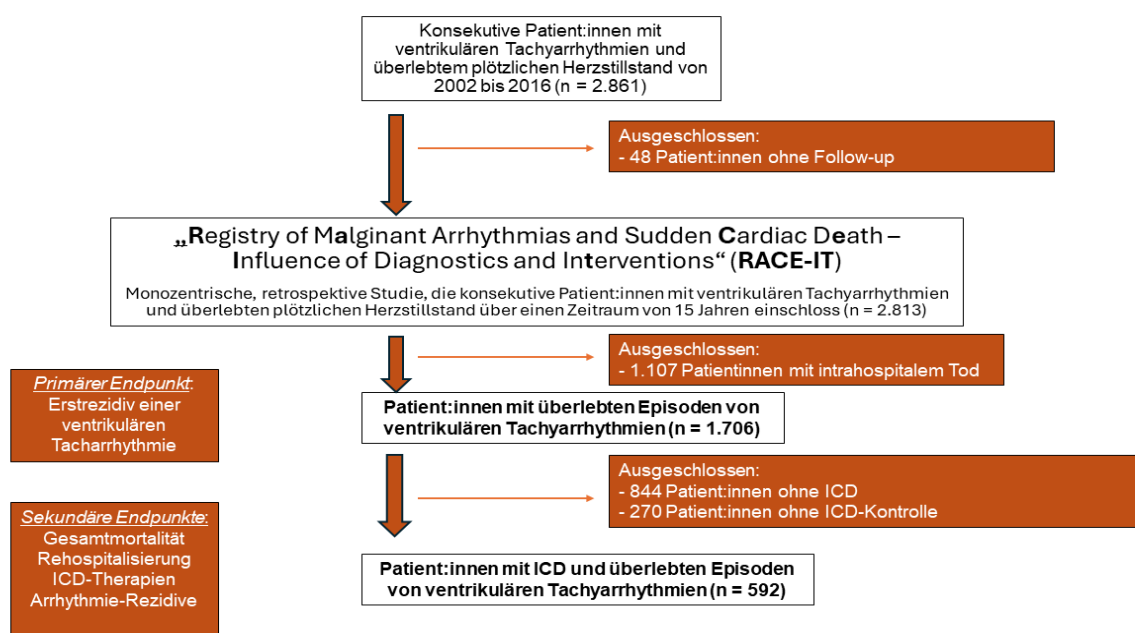 Konsekutive Patient:innen mit
ventrikulären Tachyarrhythmien und
überlebtem plötzlichen Herzstillstand von
2002 bis 2016 (n = 2.861)
Ausgeschlossen:
- 48 Patient:innen ohne Follow-up
„Registry of Malginant Arrhythmias and Sudden Cardiac Death –
Influence of Diagnostics and Interventions“ (RACE-IT)
Monozentrische, retrospektive Studie, die konsekutive Patient:innen mit ventrikulären Tachyarrhythmien
und überlebten plötzlichen Herzstillstand über einen Zeitraum von 15 Jahren einschloss (n = 2.813)
Ausgeschlossen:
- 1.107 Patientinnen mit intrahospitalem Tod
Primärer Endpunkt:
Erstrezidiv einer
ventrikulären
Tacharrhythmie
Patient:innen mit überlebten Episoden von
ventrikulären Tachyarrhythmien (n = 1.706)
Ausgeschlossen:
- 844 Patient:innen ohne ICD
- 270 Patient:innen ohne ICD-Kontrolle
Sekundäre Endpunkte:
Gesamtmortalität
Rehospitalisierung
ICD-Therapien
Arrhythmie-Rezidive
Patient:innen mit ICD und überlebten Episoden
von ventrikulären Tachyarrhythmien (n = 592)